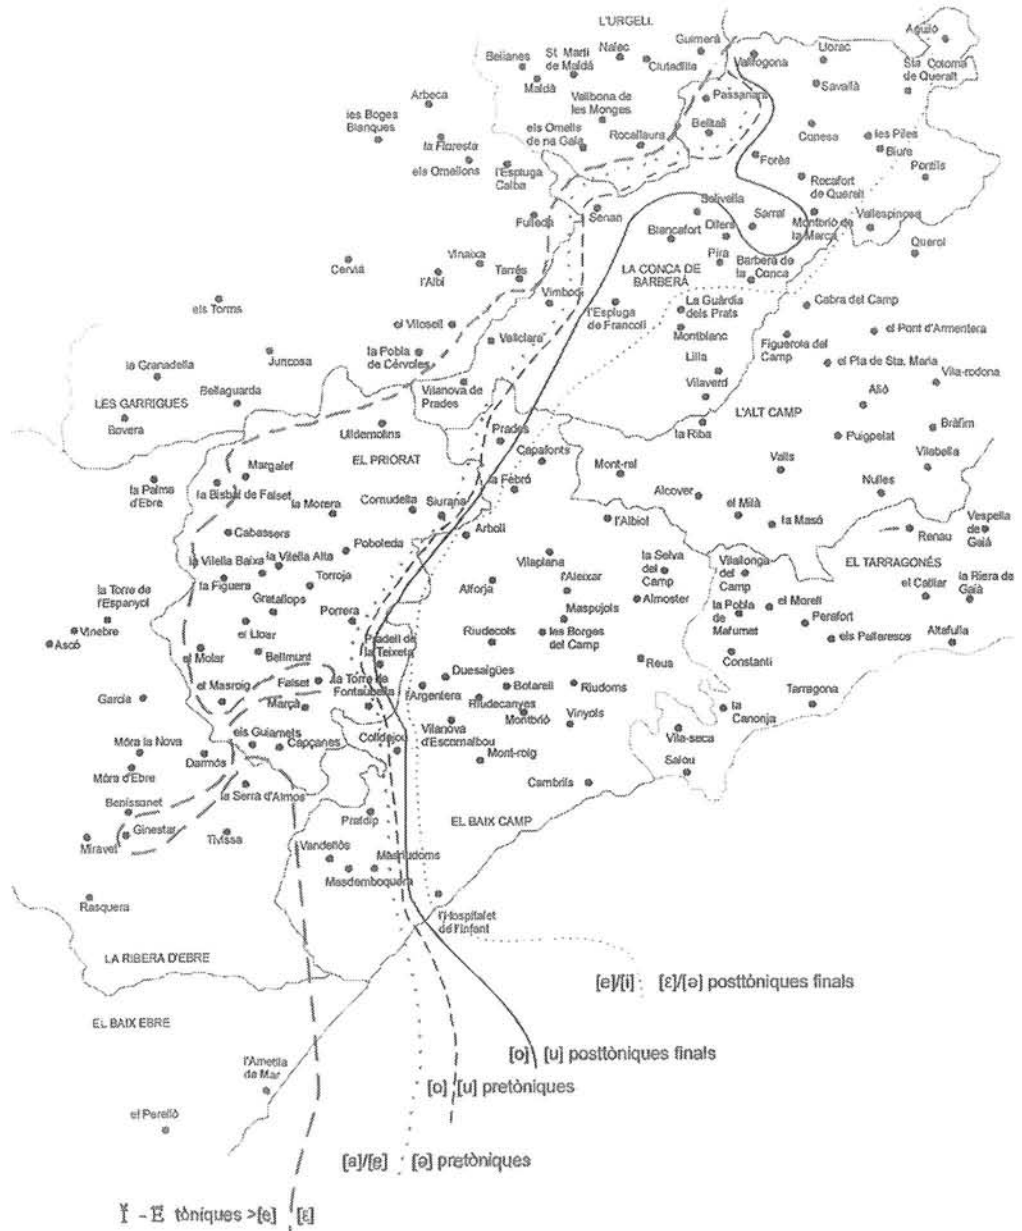 L'URGELL
Aguiló
Guimerà
Nalec
St. Martí
de Maldà
Bellianes
Ciutadilla
Vallfogona
Llorac
Sta. Coloma
de Queralt
Maldà
Savallà
Arbeca
Vallbona de
les Monges
Passanant
les Borges
Blanques
els Omells
de na Gaia
Rocallaura
Belltall
Conesa
les Piles
Biure
la Floresta
els Omellons
l'Espluga
Calba
Forès
Pontils
Rocafort
de Queralt
Fulleda
Senan
Solivella
Sarral
Montbrió de
la Marca
Vallespinosa
Blancafort
Ollers
Querol
Cervià
Vinaixa
l'Albi
Tarrés
Pira
Barberà de
la Conca
LA CONCA DE
BARBERÀ
els Torms
Vimbodí
l'Espluga
de Francolí
La Guàrdia
dels Prats
Cabra del Camp
el Vilosell
Vallclara
Montblanc
Figuerola del
Camp
el Pont d'Armentera
la Granadella
Juncosa
la Pobla
de Cérvoles
Lilla
el Pla de Sta. Maria
Vila-rodona
LES GARRIGUES
Bellaguarda
Vilanova de
Prades
Vilaverd
L'ALT CAMP
Alió
Bovera
Ulldemolins
Prades
la Riba
Puigpelat
Bràfim
EL PRIORAT
Capafonts
Mont-ral
Valls
Vilabella
la Palma
d'Ebre
Margalef
la Bisbal de Falset
la Febró
Alcover
Nulles
la Morera
Cornudella
Siurana
el Milà
l'Albiol
la Masó
Vespella
de Gaià
Renau
Cabassers
Arbolí
la Vilella Baixa
la Vilella Alta
Poboleda
Vilaplana
la Selva
del Camp
Vilallonga
del Camp
EL TARRAGONÈS
la Figuera
Torroja
l'Aleixar
el Catllar
la Riera de
Gaià
la Torre de
l'Espanyol
Gratallops
Porrera
Alforja
Maspujols
Almoster
la Pobla
de Mafumet
el Morell
Perafort
Vinebre
Ascó
el Lloar
Pradell de
la Teixeta
Riudecols
les Borges
del Camp
els Pallaresos
Altafulla
el Molar
Bellmunt
Reus
Constantí
Duesaigües
Garcia
el Masroig
Falset
la Torre de
Fontaubella
l'Argentera
Botarell
Riudoms
Tarragona
Marçà
Riudecanyes
Montbrió
Vinyols
la
Canonja
Móra la Nova
els Guiamets
Capçanes
Colldejou
Vilanova
d'Escornalbou
Vila-seca
Móra d'Ebre
Darmós
Mont-roig
Salou
Benissanet
la Serra d'Almos
Cambrils
Ginestar
Pratdip
EL BAIX CAMP
Miravet
Tivissa
Vandellòs
Masriudoms
Masdemboquera
Rasquera
l'Hospitalet
de l'Infant
LA RIBERA D'EBRE
[e]/[i] [ɛ]/[ə] posttòniques finals
EL BAIX EBRE
[o] [u] posttòniques finals
l'Ametlla
de Mar
[o] [u] pretòniques
el Perelló
[a]/[e] [ə] pretòniques
Ĭ - Ē tòniques >[e] [ɛ]